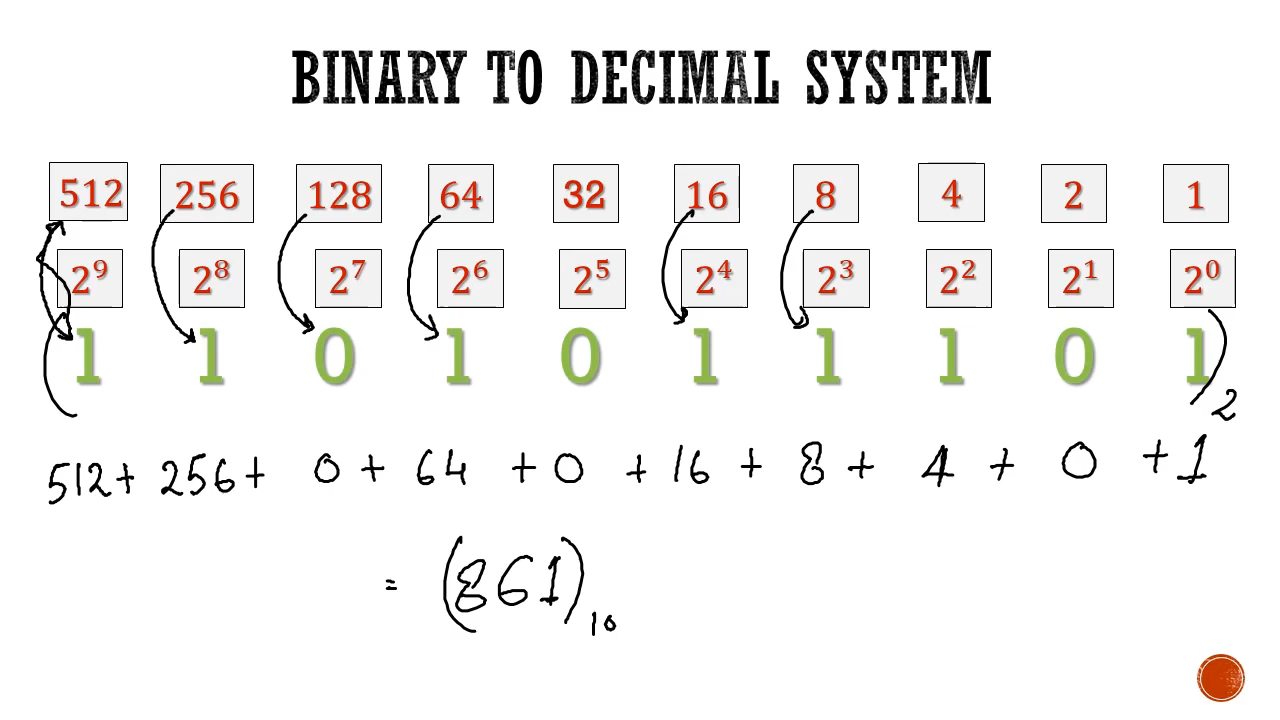 BINARY TO DECIMAL SYSTEM
512 256 128 64 32 16 8 4 2 1
2⁹ 2⁸ 2⁷ 2⁶ 2⁵ 2⁴ 2³ 2² 2¹ 2⁰
(1 1 0 1 0 1 1 1 0 1)₂
512+ 256+ 0 + 64 + 0 + 16 + 8 + 4 + 0 + 1
= (861)₁₀